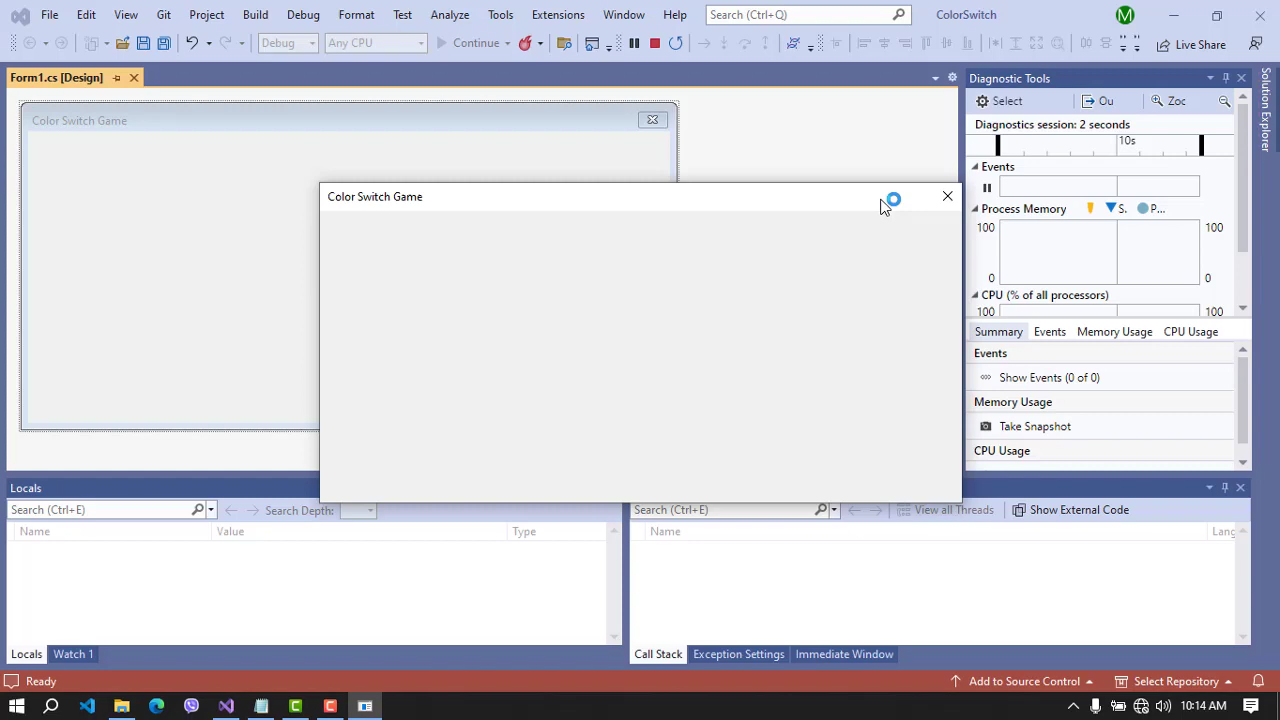 File Edit View Git Project Build Debug Format Test Analyze Tools Extensions Window Help Search (Ctrl+Q) ColorSwitch M
Debug Any CPU Continue Live Share
Form1.cs [Design] Diagnostic Tools
Solution Explorer
Select Ou Zoc
Color Switch Game
Diagnostics session: 2 seconds
10s
Events
Color Switch Game
Process Memory S. P...
100 100
0 0
CPU (% of all processors)
100 100
Summary Events Memory Usage CPU Usage
Events
Show Events (0 of 0)
Memory Usage
Take Snapshot
CPU Usage
Locals
Search (Ctrl+E) Search Depth: Search (Ctrl+E) View all Threads Show External Code
Name Value Type Name Lang
Locals Watch 1 Call Stack Exception Settings Immediate Window
Ready Add to Source Control Select Repository
10:14 AM